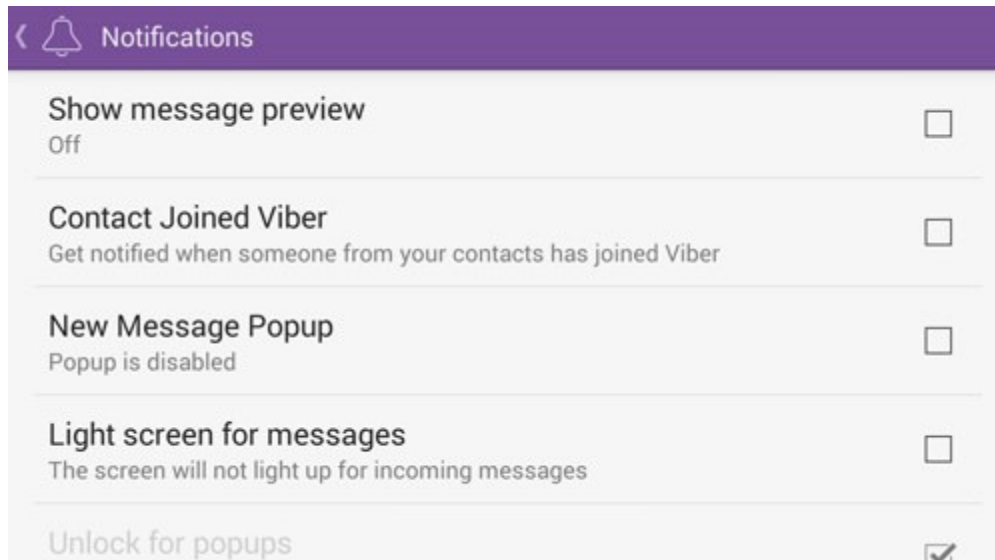 Notifications
Show message preview
Off
Contact Joined Viber
Get notified when someone from your contacts has joined Viber
New Message Popup
Popup is disabled
Light screen for messages
The screen will not light up for incoming messages
Unlock for popups